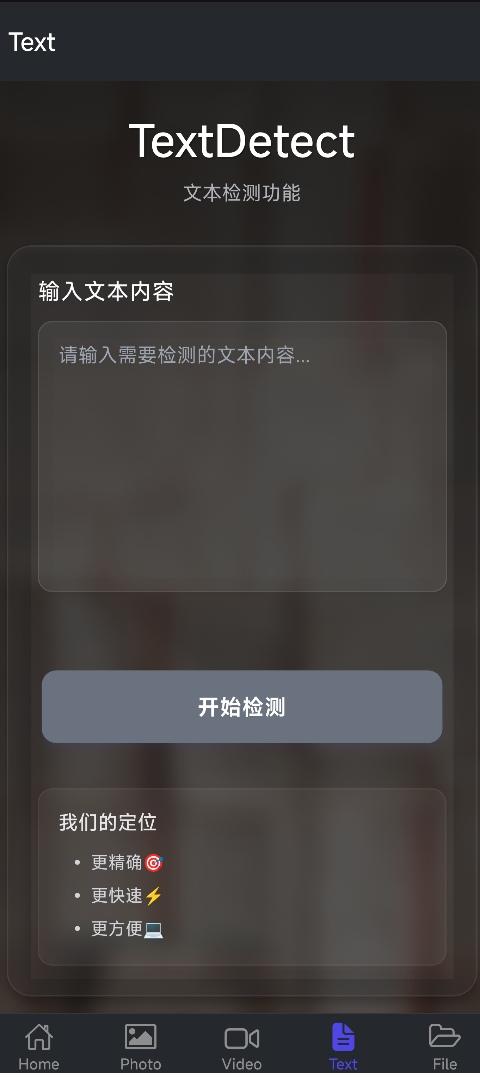 Text
TextDetect
文本检测功能
输入文本内容
请输入需要检测的文本内容...
开始检测
我们的定位
• 更精确🎯
• 更快速⚡
• 更方便💻
Home Photo Video Text File